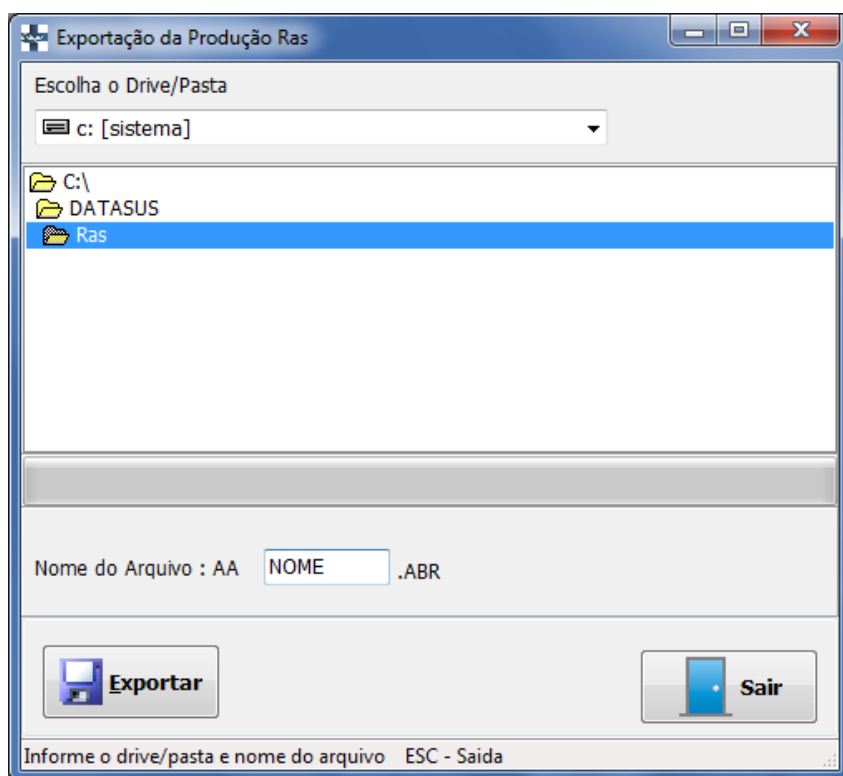 Exportação da Produção Ras
Escolha o Drive/Pasta
c: [sistema]
C:\
DATASUS
Ras
Nome do Arquivo : AA NOME .ABR
Exportar
Sair
Informe o drive/pasta e nome do arquivo ESC - Saida